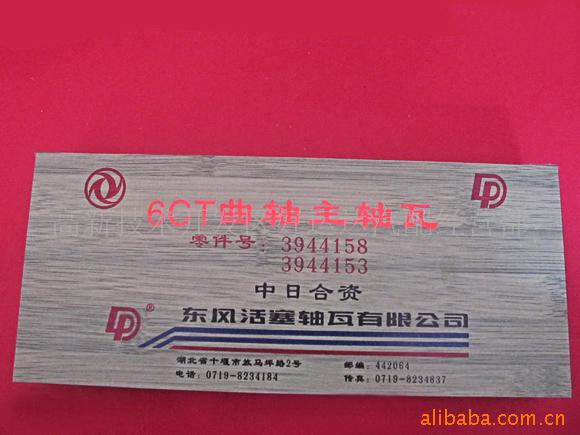 DP
6CT曲轴主轴瓦
零件号: 3944158
3944153
中日合资
DP®
东风活塞轴瓦有限公司
湖北省十堰市放马坪路2号 邮编: 442064
电话: 0719-8234184 传真: 0719-8234837
alibaba.com.cn